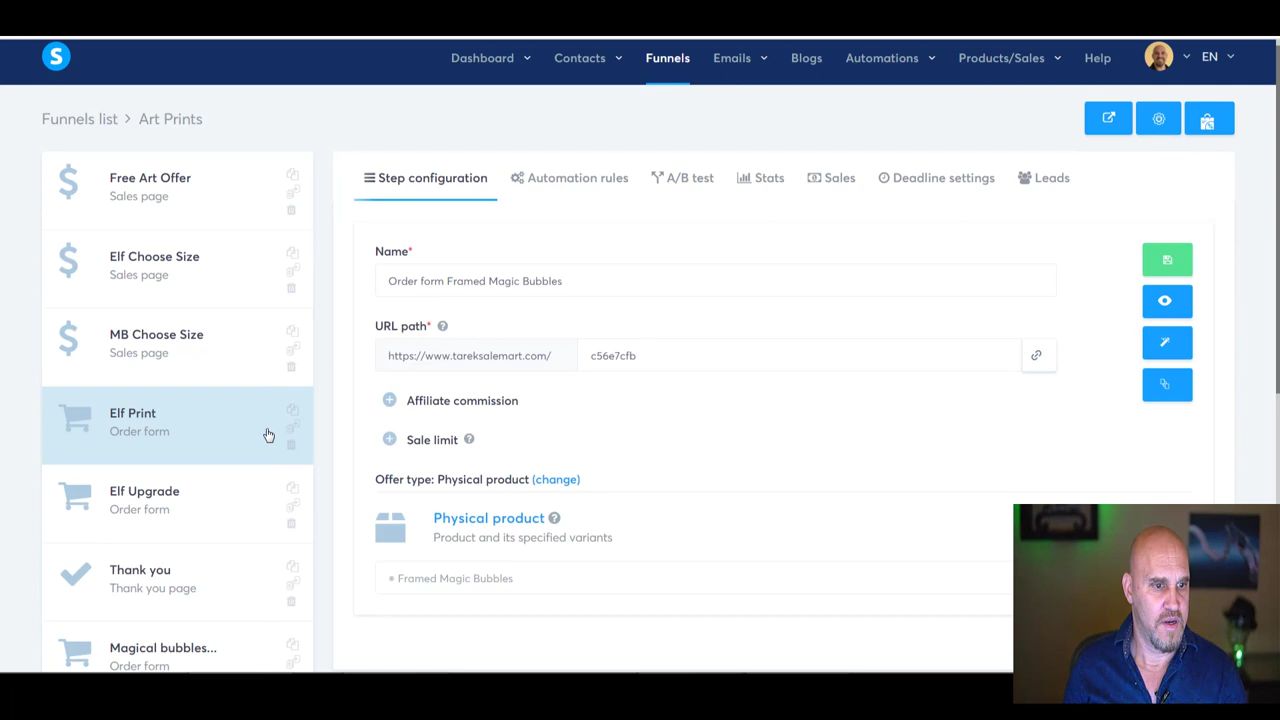 S
Dashboard
Contacts
Funnels
Emails
Blogs
Automations
Products/Sales
Help
EN
Funnels list > Art Prints
Free Art Offer
Sales page
Elf Choose Size
Sales page
MB Choose Size
Sales page
Elf Print
Order form
Elf Upgrade
Order form
Thank you
Thank you page
Magical bubbles...
Order form
Step configuration
Automation rules
A/B test
Stats
Sales
Deadline settings
Leads
Name*
Order form Framed Magic Bubbles
URL path*
https://www.tareksalemart.com/
c56e7cfb
Affiliate commission
Sale limit
Offer type: Physical product (change)
Physical product
Product and its specified variants
Framed Magic Bubbles